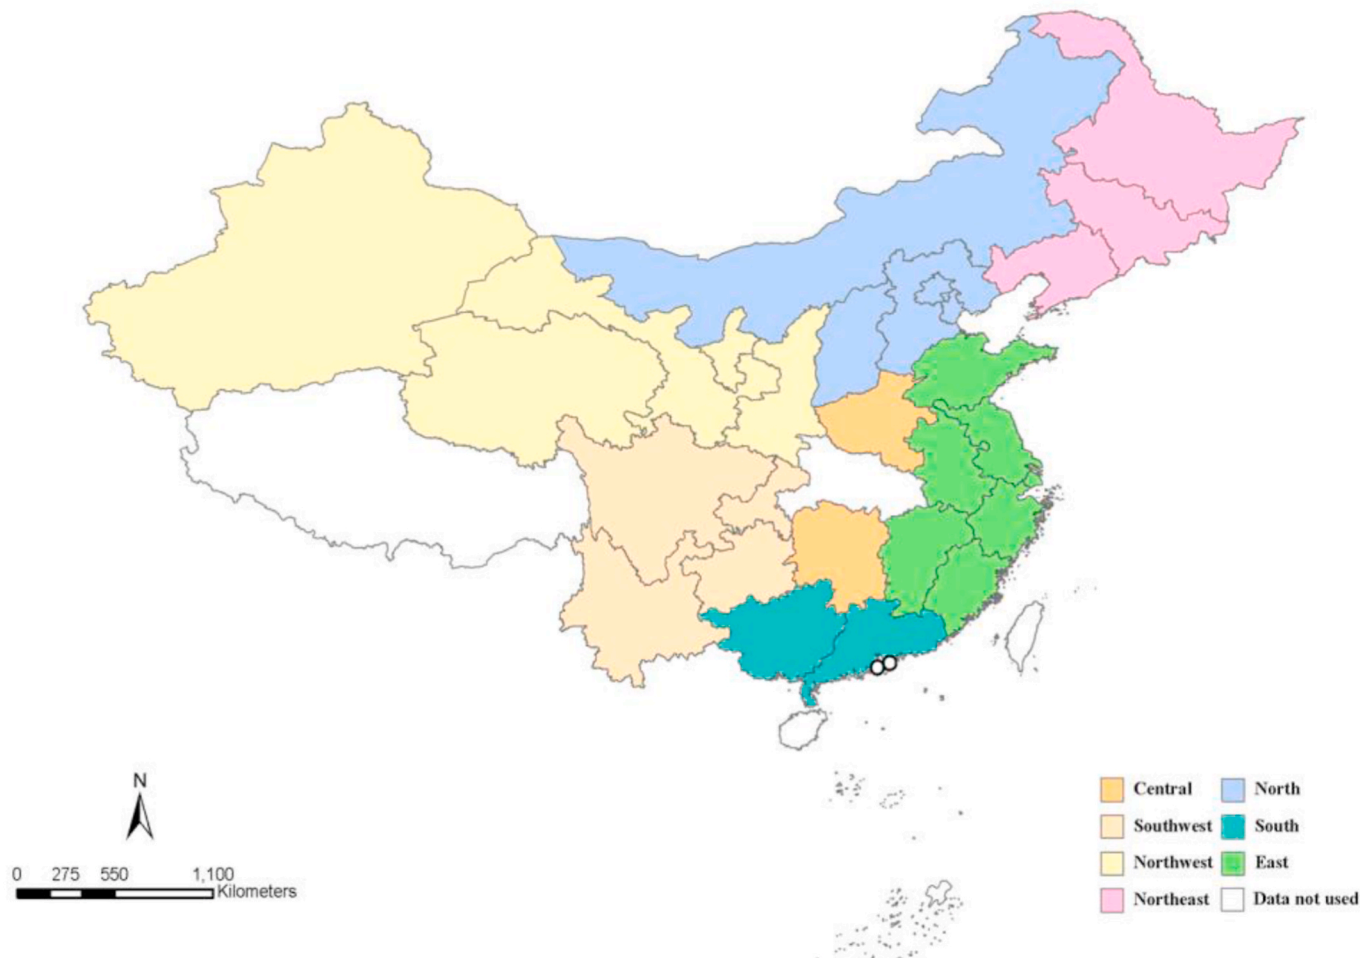 N
0 275 550 1,100
Kilometers
Central North
Southwest South
Northwest East
Northeast Data not used